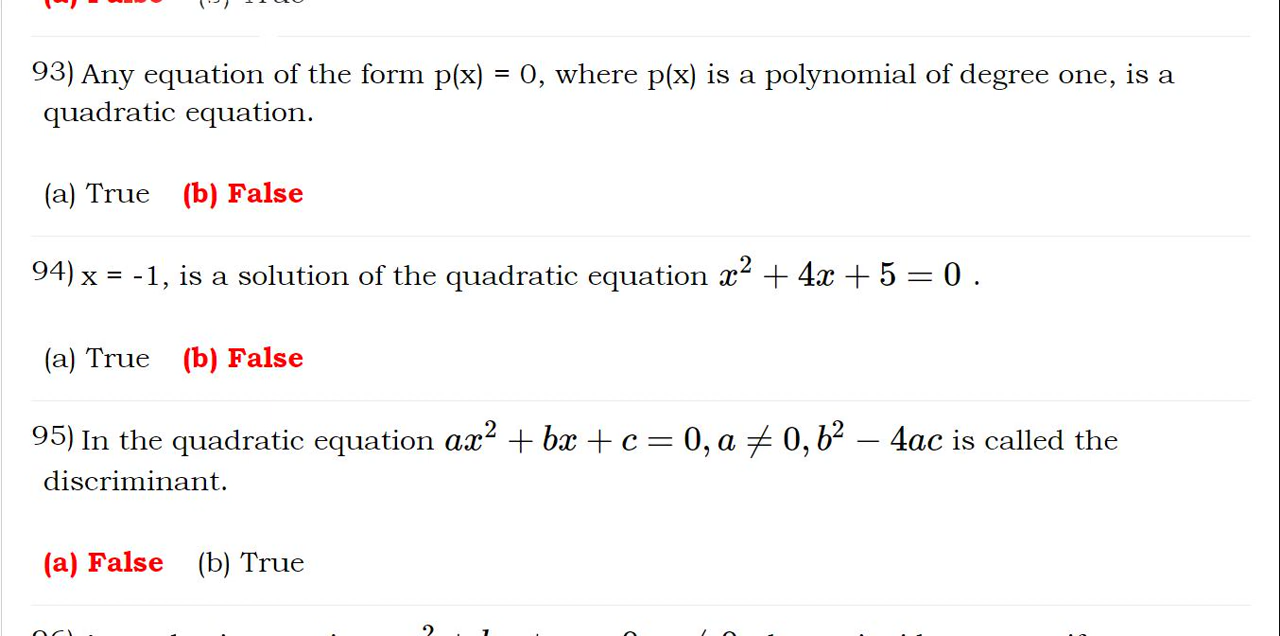 93) Any equation of the form p(x) = 0, where p(x) is a polynomial of degree one, is a
quadratic equation.
(a) True (b) False
94) x = -1, is a solution of the quadratic equation x² + 4x + 5 = 0 .
(a) True (b) False
95) In the quadratic equation ax² + bx + c = 0, a ≠ 0, b² − 4ac is called the
discriminant.
(a) False (b) True